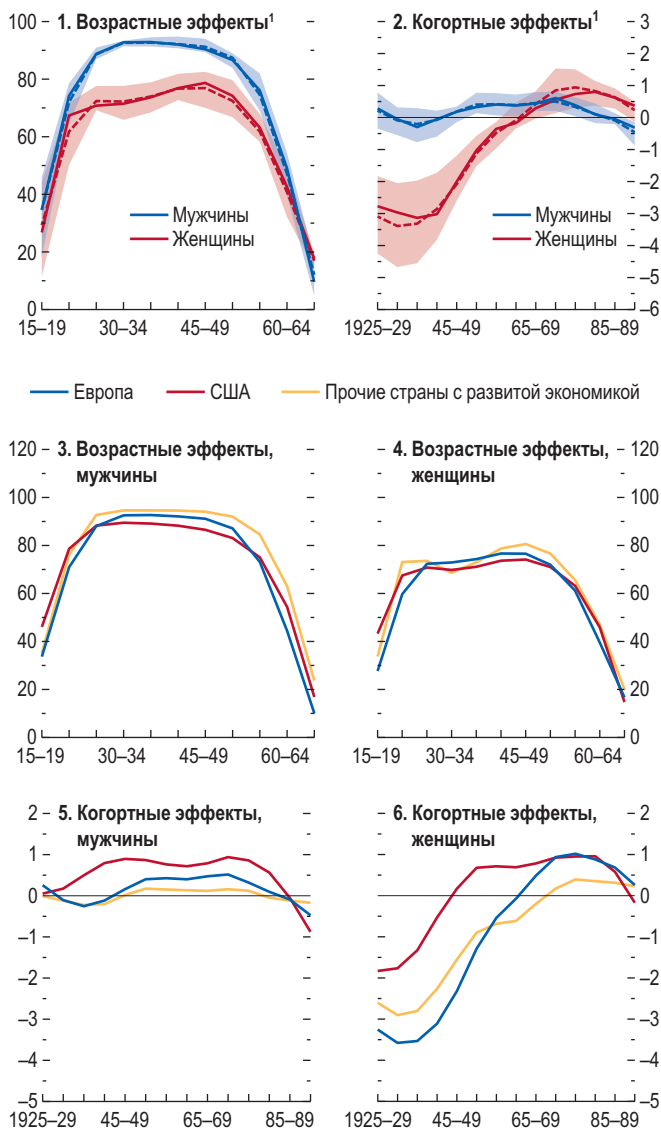 1. Возрастные эффекты¹
100
80
60
40
20
0
Мужчины
Женщины
15–19 30–34 45–49 60–64
2. Когортные эффекты¹
3
2
1
0
–1
–2
–3
–4
–5
–6
Мужчины
Женщины
1925–29 45–49 65–69 85–89
Европа США Прочие страны с развитой экономикой
3. Возрастные эффекты,
мужчины
120
100
80
60
40
20
0
15–19 30–34 45–49 60–64
4. Возрастные эффекты,
женщины
120
100
80
60
40
20
0
15–19 30–34 45–49 60–64
5. Когортные эффекты,
мужчины
2
1
0
–1
–2
–3
–4
–5
1925–29 45–49 65–69 85–89
6. Когортные эффекты,
женщины
2
1
0
–1
–2
–3
–4
–5
1925–29 45–49 65–69 85–89